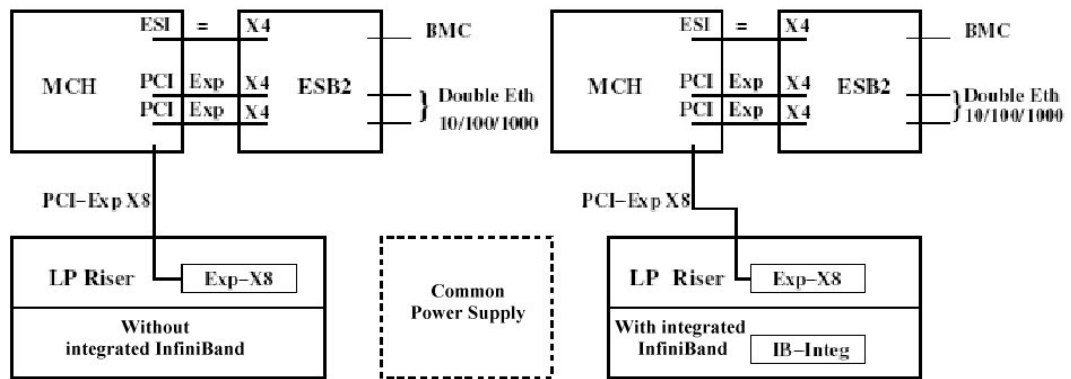 ESI = X4
BMC
MCH
PCI Exp X4
ESB2
PCI Exp X4
} Double Eth
10/100/1000
PCI-Exp X8
LP Riser
Exp-X8
Without
integrated InfiniBand
Common
Power Supply
ESI = X4
BMC
MCH
PCI Exp X4
ESB2
PCI Exp X4
} Double Eth
10/100/1000
PCI-Exp X8
LP Riser
Exp-X8
With integrated
InfiniBand
IB-Integ